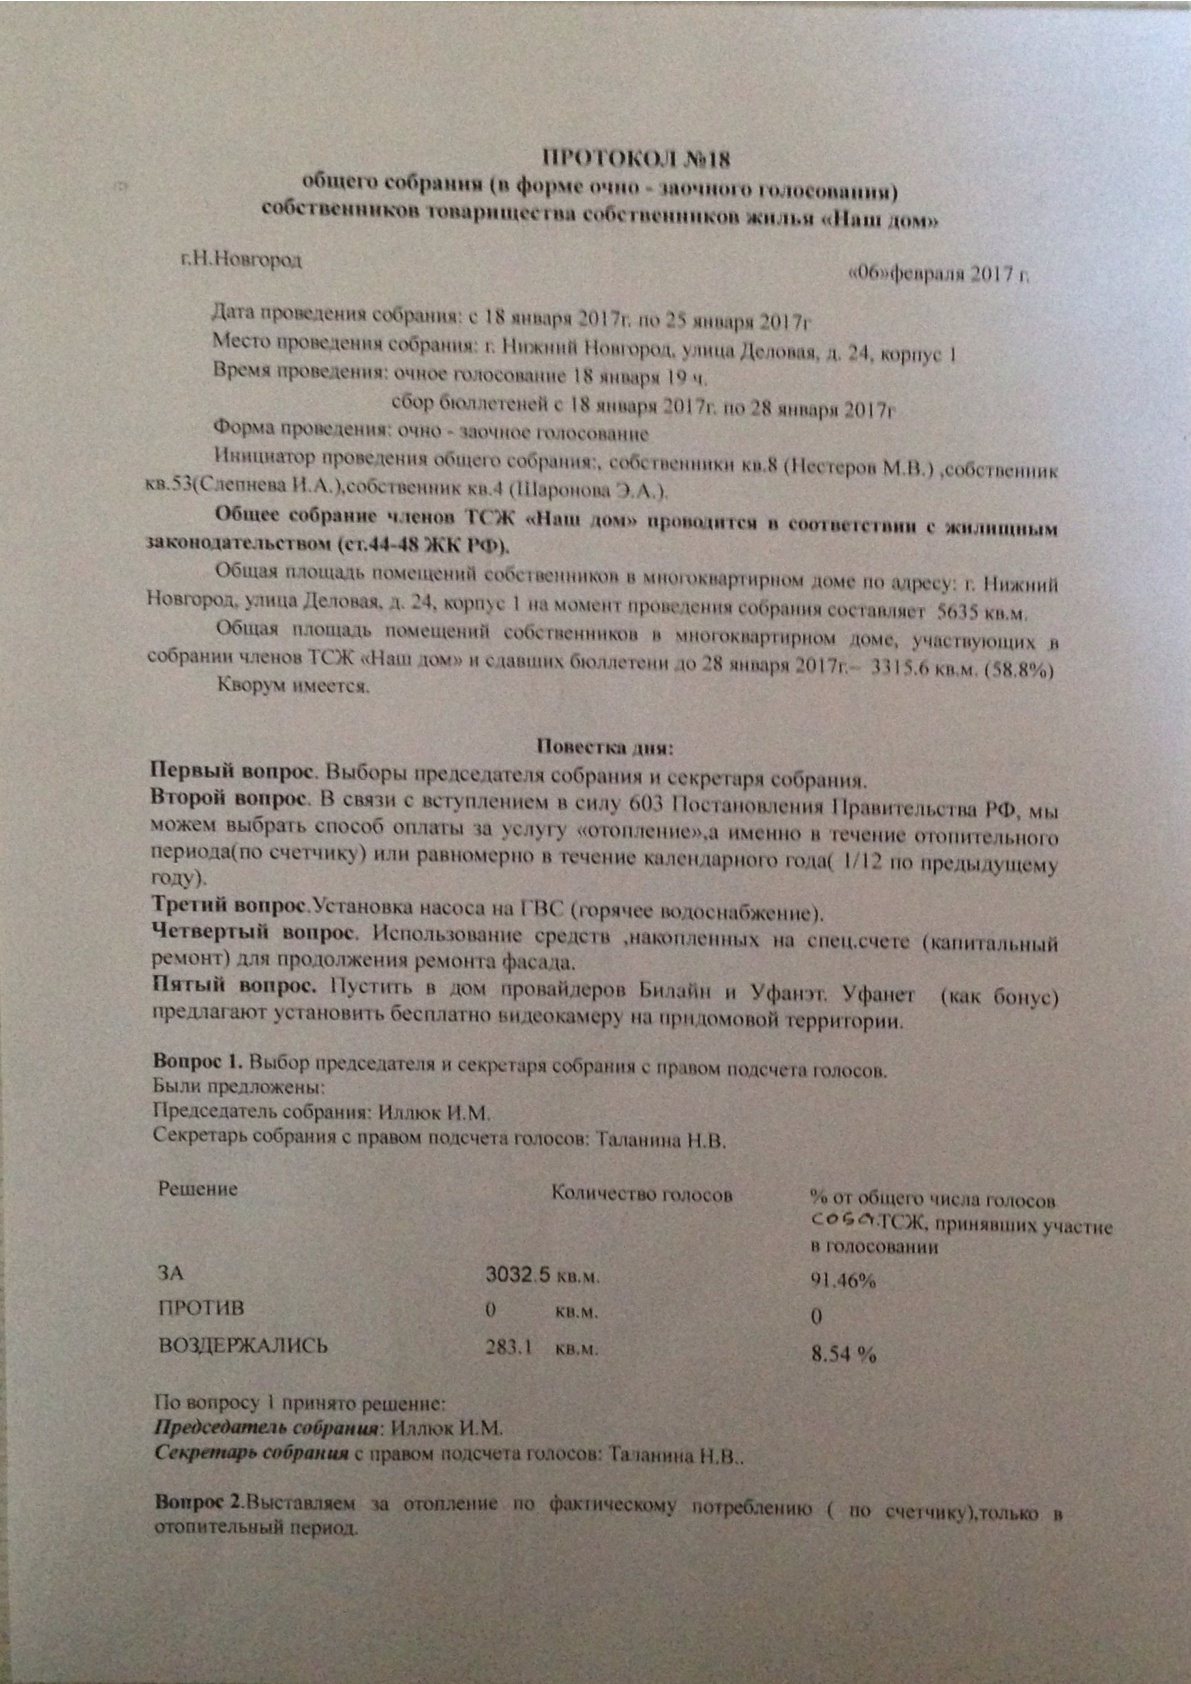 ПРОТОКОЛ №18
общего собрания (в форме очно - заочного голосования)
собственников товарищества собственников жилья «Наш дом»
г.Н.Новгород
«06»февраля 2017 г.
Дата проведения собрания: с 18 января 2017г. по 25 января 2017г
Место проведения собрания: г. Нижний Новгород, улица Деловая, д. 24, корпус 1
Время проведения: очное голосование 18 января 19 ч.
сбор бюллетеней с 18 января 2017г. по 28 января 2017г
Форма проведения: очно - заочное голосование
Инициатор проведения общего собрания:, собственники кв.8 (Нестеров М.В.) ,собственник
кв.53(Слепнева И.А.),собственник кв.4 (Шаронова Э.А.).
Общее собрание членов ТСЖ «Наш дом» проводится в соответствии с жилищным
законодательством (ст.44-48 ЖК РФ).
Общая площадь помещений собственников в многоквартирном доме по адресу: г. Нижний
Новгород, улица Деловая, д. 24, корпус 1 на момент проведения собрания составляет 5635 кв.м.
Общая площадь помещений собственников в многоквартирном доме, участвующих в
собрании членов ТСЖ «Наш дом» и сдавших бюллетени до 28 января 2017г.– 3315.6 кв.м. (58.8%)
Кворум имеется.
Повестка дня:
Первый вопрос. Выборы председателя собрания и секретаря собрания.
Второй вопрос. В связи с вступлением в силу 603 Постановления Правительства РФ, мы
можем выбрать способ оплаты за услугу «отопление»,а именно в течение отопительного
периода(по счетчику) или равномерно в течение календарного года( 1/12 по предыдущему
году).
Третий вопрос.Установка насоса на ГВС (горячее водоснабжение).
Четвертый вопрос. Использование средств ,накопленных на спец.счете (капитальный
ремонт) для продолжения ремонта фасада.
Пятый вопрос. Пустить в дом провайдеров Билайн и Уфанэт. Уфанет (как бонус)
предлагают установить бесплатно видеокамеру на придомовой территории.
Вопрос 1. Выбор председателя и секретаря собрания с правом подсчета голосов.
Были предложены:
Председатель собрания: Иллюк И.М.
Секретарь собрания с правом подсчета голосов: Таланина Н.В.
Решение Количество голосов % от общего числа голосов
соб.ТСЖ, принявших участие
в голосовании
ЗА 3032.5 кв.м. 91.46%
ПРОТИВ 0 кв.м. 0
ВОЗДЕРЖАЛИСЬ 283.1 кв.м. 8.54 %
По вопросу 1 принято решение:
Председатель собрания: Иллюк И.М.
Секретарь собрания с правом подсчета голосов: Таланина Н.В..
Вопрос 2.Выставляем за отопление по фактическому потреблению ( по счетчику),только в
отопительный период.